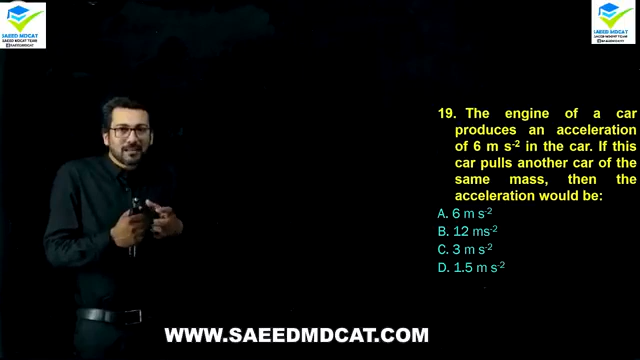 SAEED MDCAT
SAEED MDCAT TEAM
SAEED MDCAT
SAEED MDCAT TEAM
19. The engine of a car
produces an acceleration
of 6 m s⁻² in the car. If this
car pulls another car of the
same mass, then the
acceleration would be:
A. 6 m s⁻²
B. 12 ms⁻²
C. 3 m s⁻²
D. 1.5 m s⁻²
WWW.SAEEDMDCAT.COM